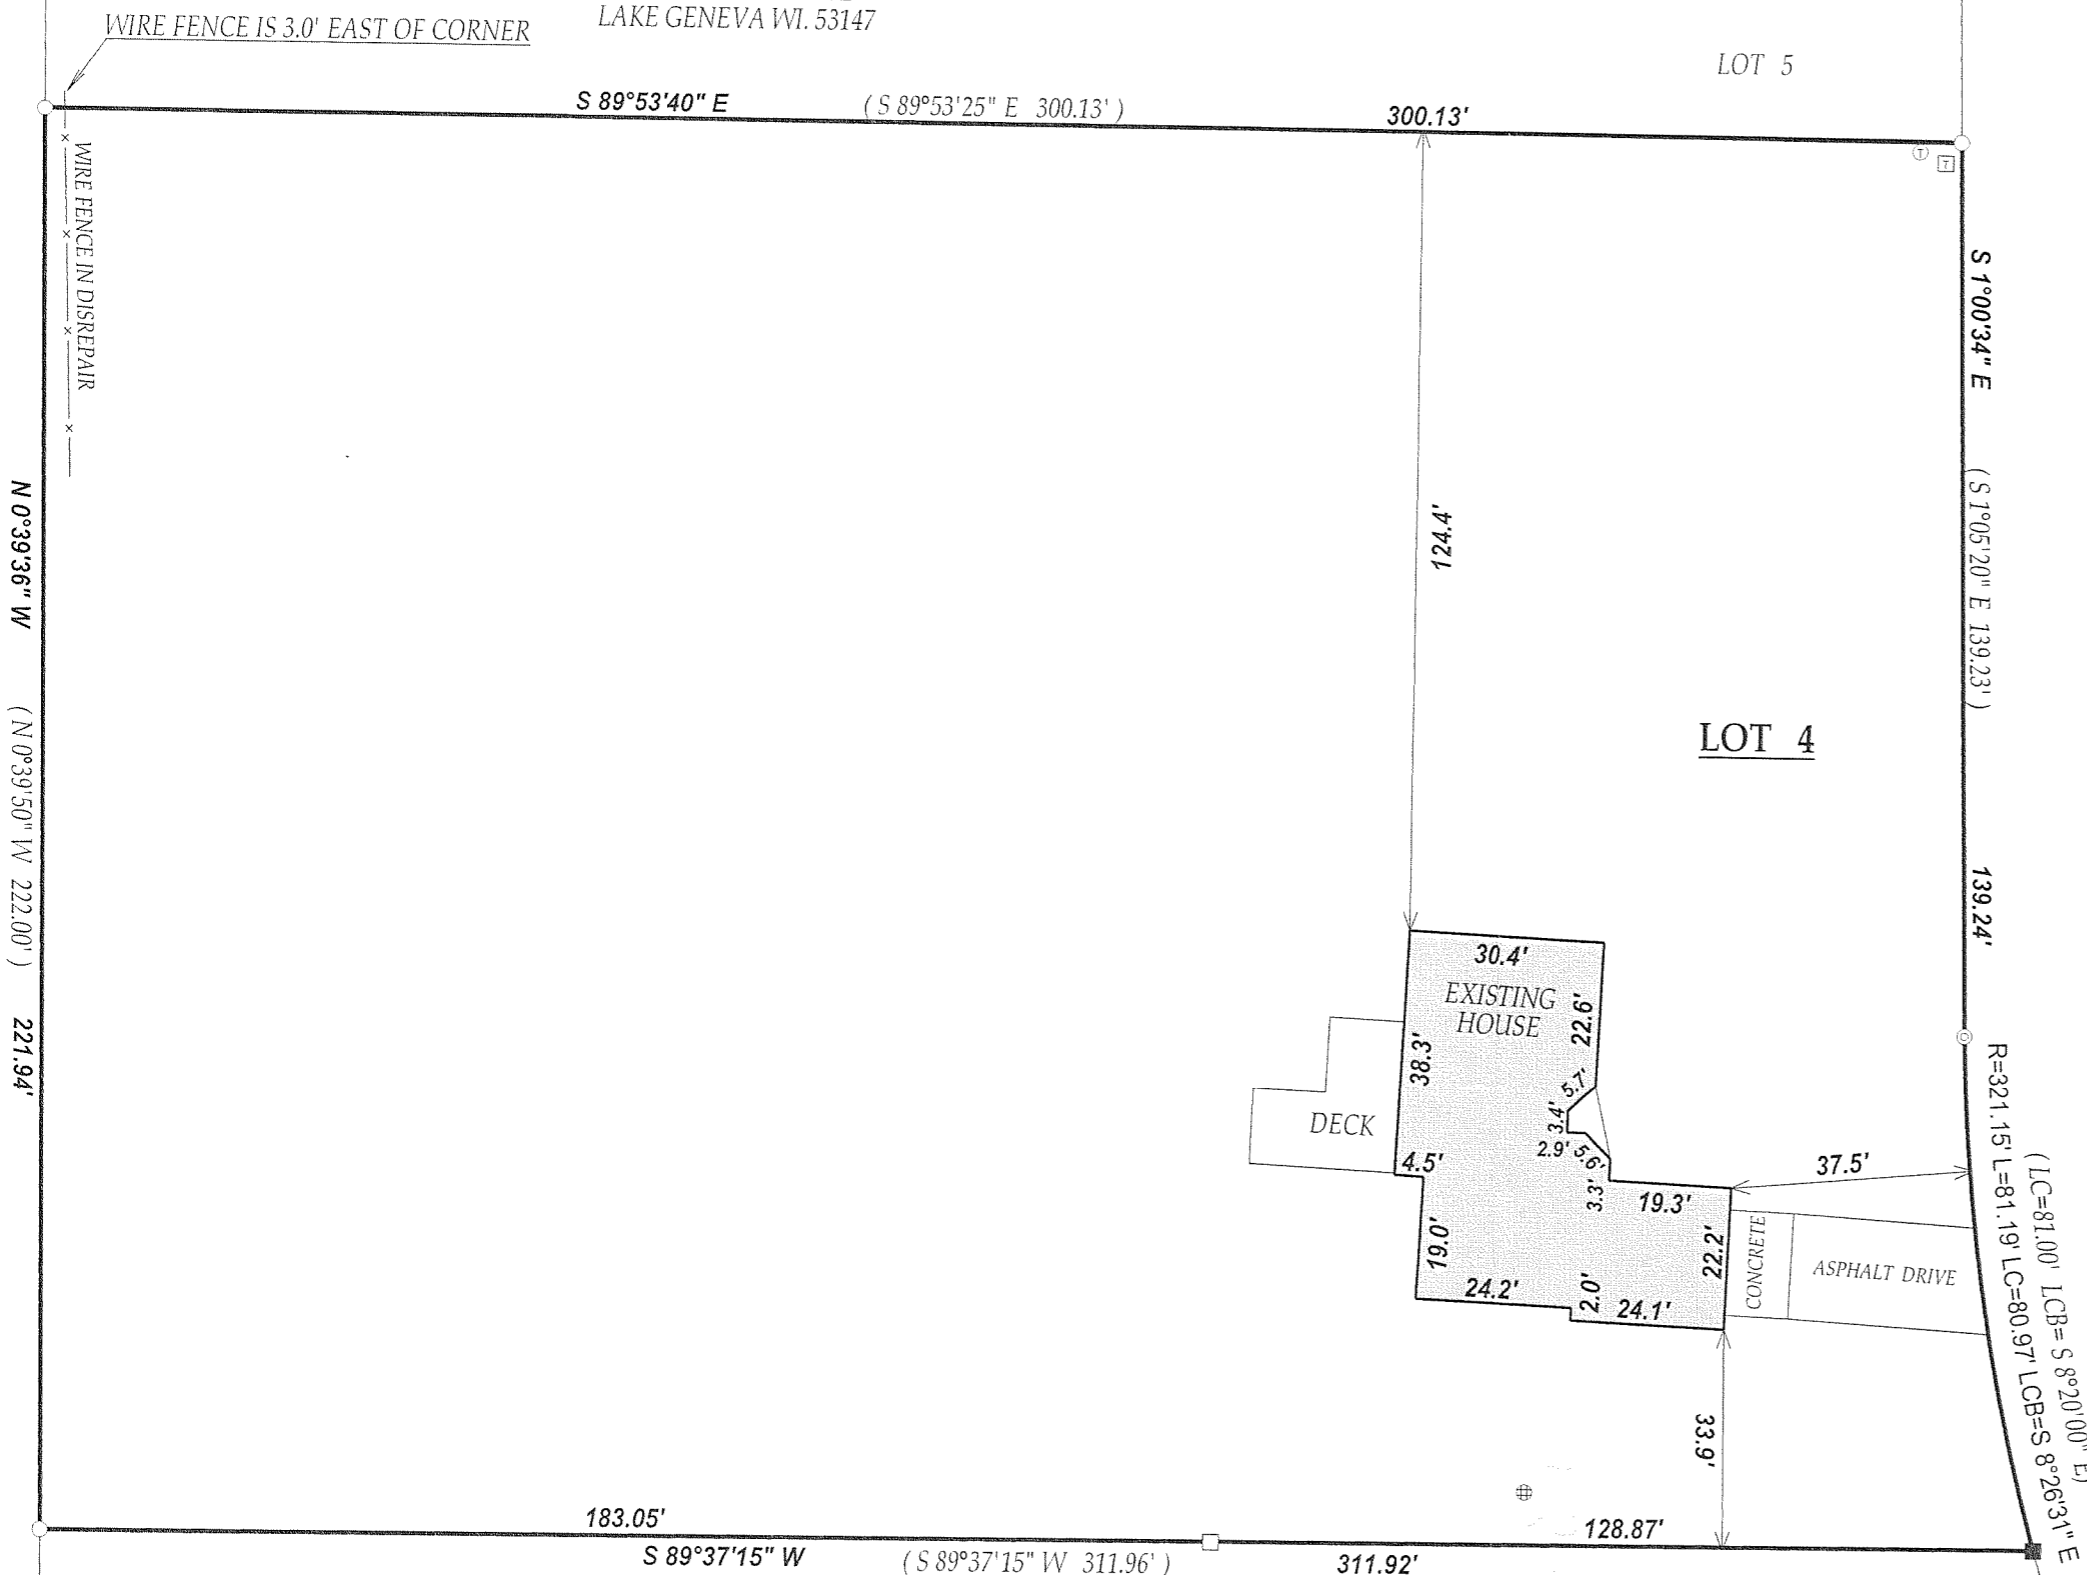 WIRE FENCE IS 3.0' EAST OF CORNER
LAKE GENEVA WI. 53147
LOT 5
S 89°53'40" E
( S 89°53'25" E 300.13' )
300.13'
T
T
WIRE FENCE IN DISREPAIR
S 1°00'34" E
( S 1°05'20" E 139.23' )
139.24'
124.4'
LOT 4
N 0°39'36" W
( N 0°39'50" W 222.00' )
221.94'
30.4'
EXISTING
HOUSE
22.6'
38.3'
5.7'
3.4'
2.9'
5.6'
3.3'
DECK
4.5'
19.0'
24.2'
2.0'
24.1'
19.3'
22.2'
37.5'
CONCRETE
ASPHALT DRIVE
R=321.15' L=81.19' LC=80.97' LCB=S 8°26'31" E
( LC=81.00' LCB= S 8°20'00" E)
33.9'
183.05'
128.87'
S 89°37'15" W
( S 89°37'15" W 311.96' )
311.92'